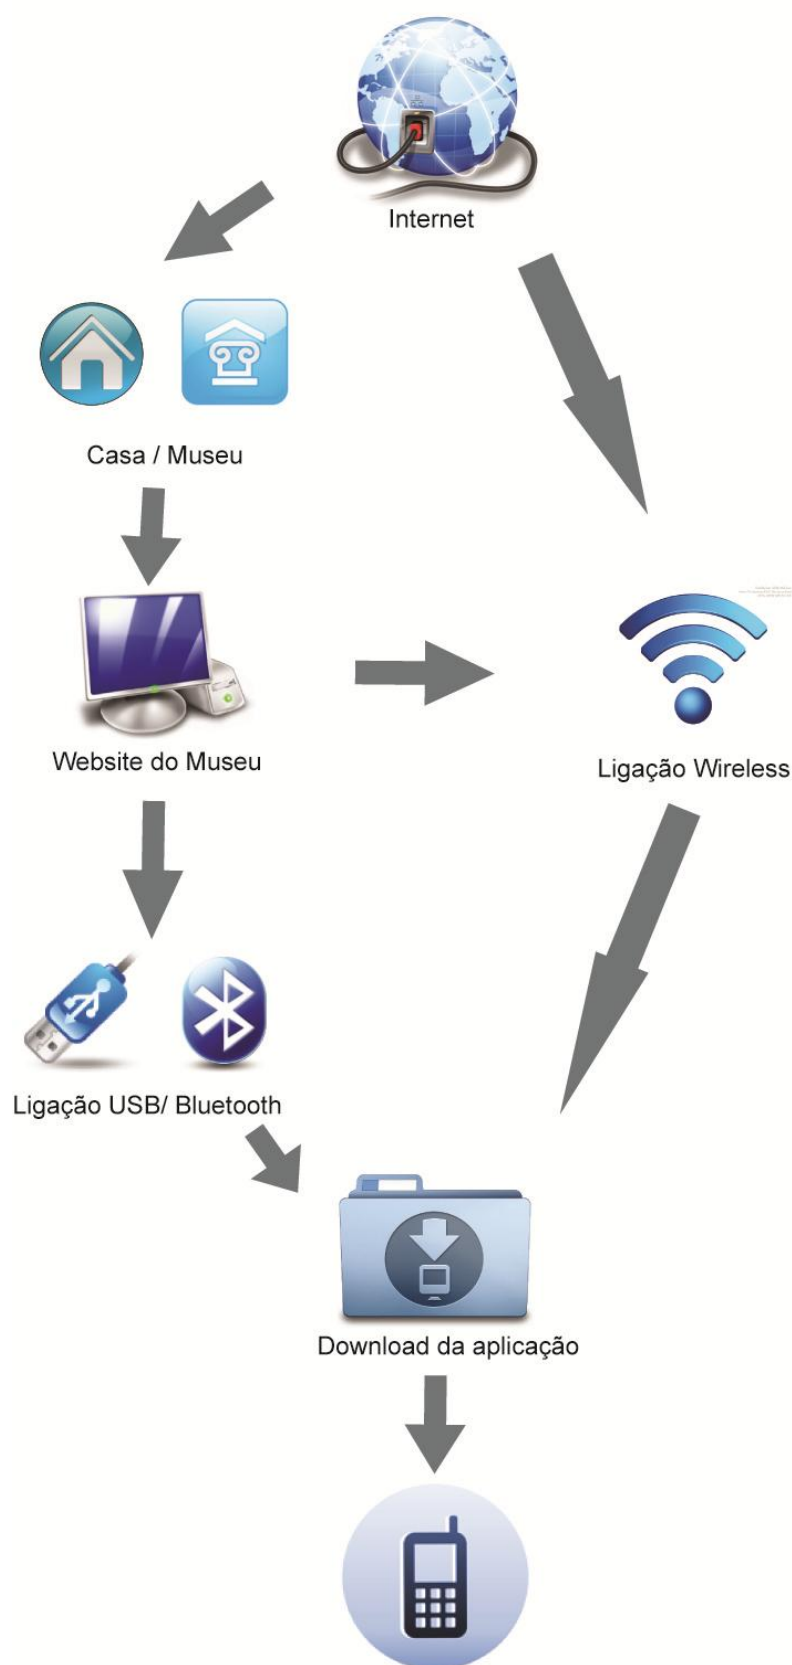 Internet
Casa / Museu
Website do Museu
Ligação Wireless
Ligação USB/ Bluetooth
Download da aplicação